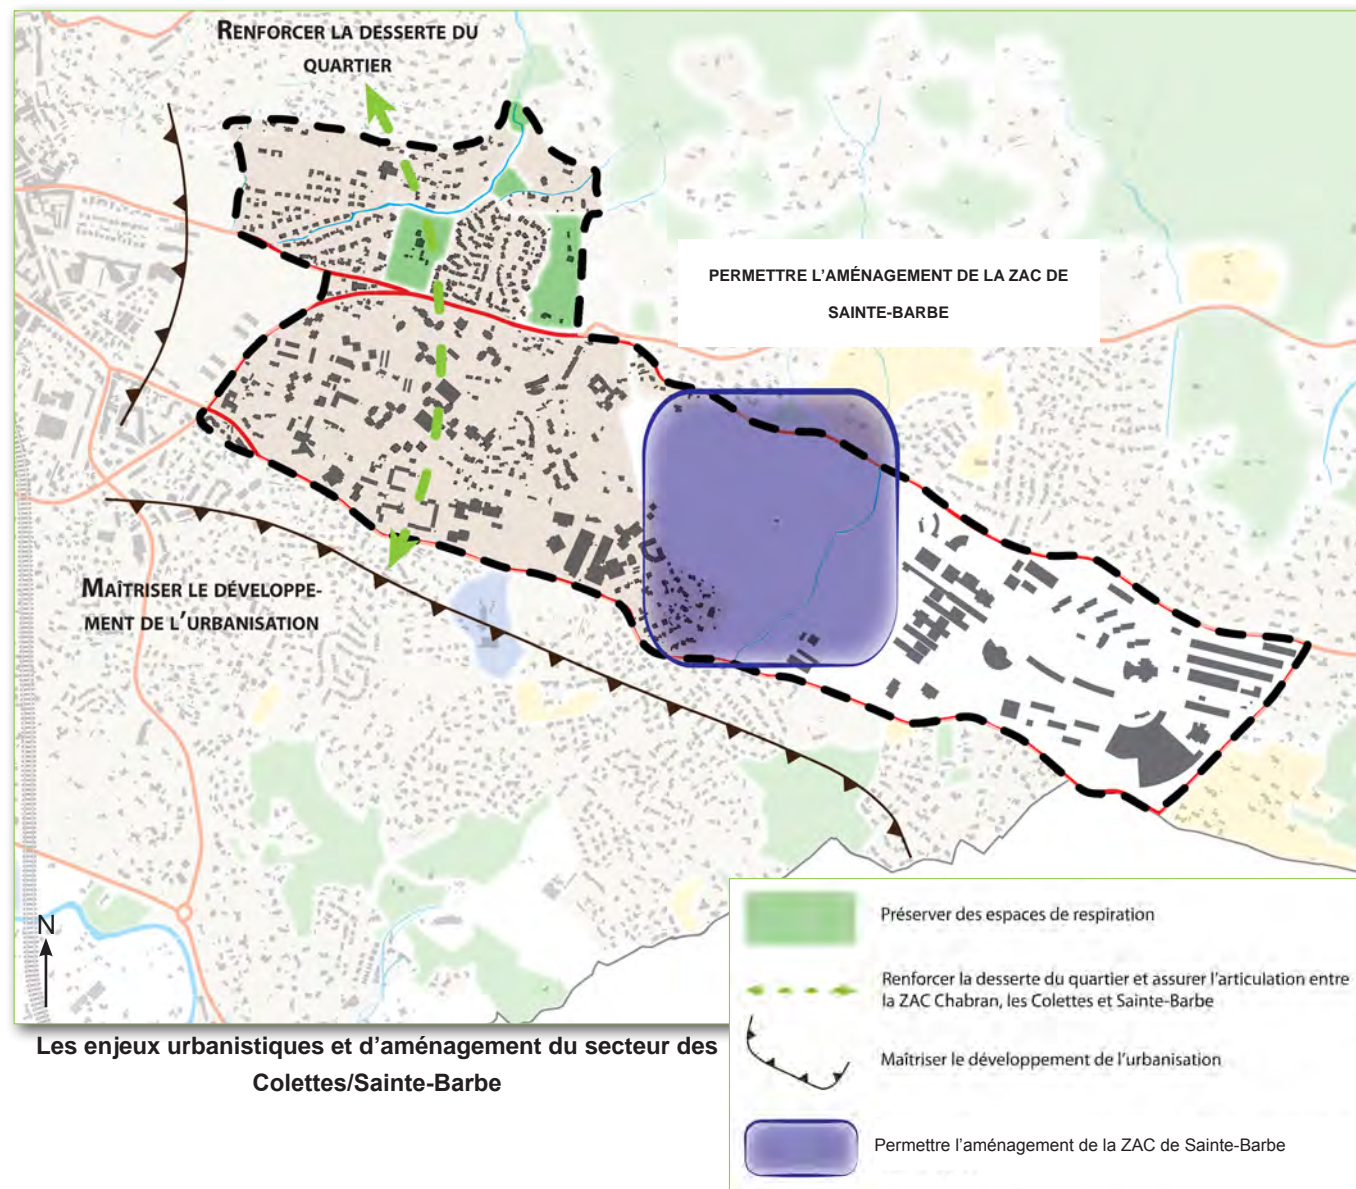 RENFORCER LA DESSERTE DU
QUARTIER
PERMETTRE L’AMÉNAGEMENT DE LA ZAC DE
SAINTE-BARBE
MAÎTRISER LE DÉVELOPPE-
MENT DE L’URBANISATION
N
Préserver des espaces de respiration
Renforcer la desserte du quartier et assurer l’articulation entre
la ZAC Chabran, les Colettes et Sainte-Barbe
Maîtriser le développement de l’urbanisation
Permettre l’aménagement de la ZAC de Sainte-Barbe
Les enjeux urbanistiques et d’aménagement du secteur des
Colettes/Sainte-Barbe